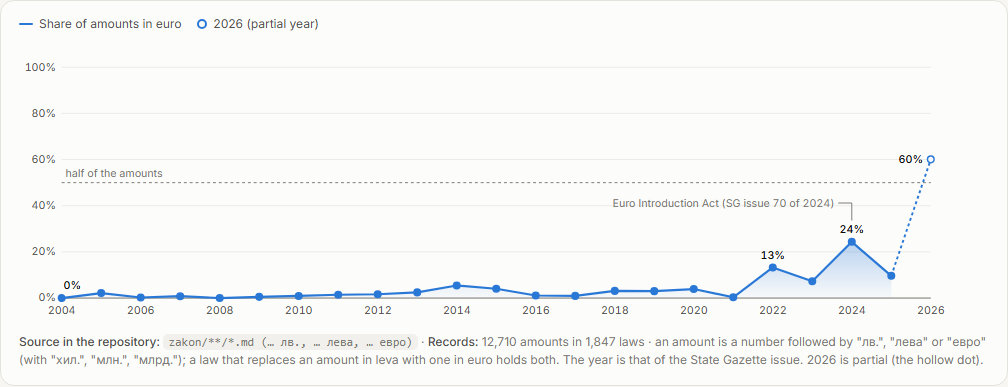 Share of amounts in euro
2026 (partial year)
100%
80%
60%
60%
half of the amounts
40%
Euro Introduction Act (SG issue 70 of 2024)
24%
20%
13%
0%
0%
2004 2006 2008 2010 2012 2014 2016 2018 2020 2022 2024 2026
Source in the repository: zakon/**/*.md (… лв., … лева, … евро) · Records: 12,710 amounts in 1,847 laws · an amount is a number followed by "лв.", "лева" or "евро"
(with "хил.", "млн.", "млрд."); a law that replaces an amount in leva with one in euro holds both. The year is that of the State Gazette issue. 2026 is partial (the hollow dot).